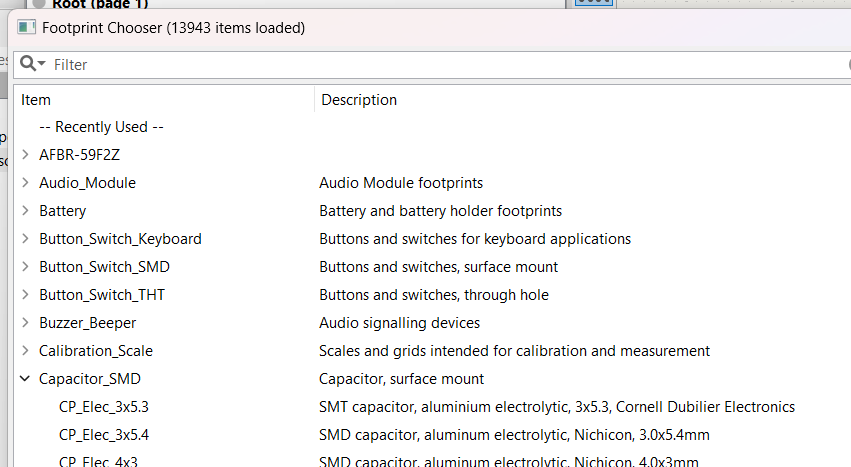 Root (page 1)
Footprint Chooser (13943 items loaded)
Filter
Item Description
-- Recently Used --
AFBR-59F2Z
Audio_Module Audio Module footprints
Battery Battery and battery holder footprints
Button_Switch_Keyboard Buttons and switches for keyboard applications
Button_Switch_SMD Buttons and switches, surface mount
Button_Switch_THT Buttons and switches, through hole
Buzzer_Beeper Audio signalling devices
Calibration_Scale Scales and grids intended for calibration and measurement
Capacitor_SMD Capacitor, surface mount
CP_Elec_3x5.3 SMT capacitor, aluminium electrolytic, 3x5.3, Cornell Dubilier Electronics
CP_Elec_3x5.4 SMD capacitor, aluminum electrolytic, Nichicon, 3.0x5.4mm
CP_Elec_4x3 SMD capacitor, aluminum electrolytic, Nichicon, 4.0x3mm